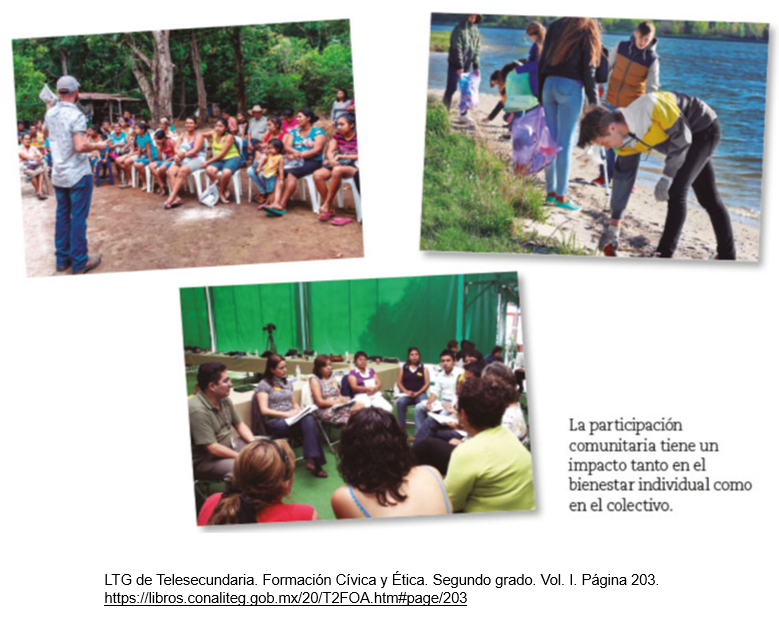 La participación
comunitaria tiene un
impacto tanto en el
bienestar individual como
en el colectivo.
LTG de Telesecundaria. Formación Cívica y Ética. Segundo grado. Vol. I. Página 203.
https://libros.conaliteg.gob.mx/20/T2FOA.htm#page/203